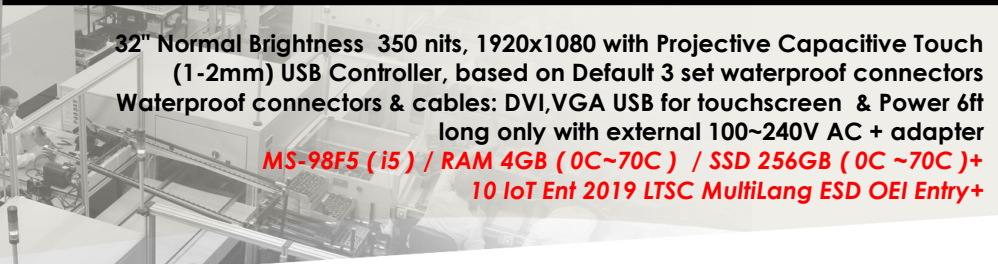 32" Normal Brightness  350 nits, 1920x1080 with Projective Capacitive Touch
(1-2mm) USB Controller, based on Default 3 set waterproof connectors
Waterproof connectors & cables: DVI,VGA USB for touchscreen  & Power 6ft
long only with external 100~240V AC + adapter
MS-98F5 ( i5 ) / RAM 4GB ( 0C~70C )  / SSD 256GB ( 0C ~70C )+
10 IoT Ent 2019 LTSC MultiLang ESD OEI Entry+